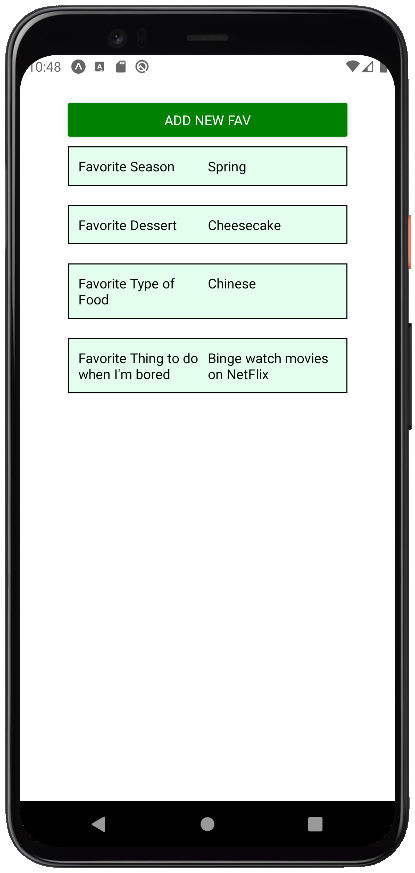 10:48
ADD NEW FAV
Favorite Season Spring
Favorite Dessert Cheesecake
Favorite Type of Food Chinese
Favorite Thing to do when I'm bored Binge watch movies on NetFlix